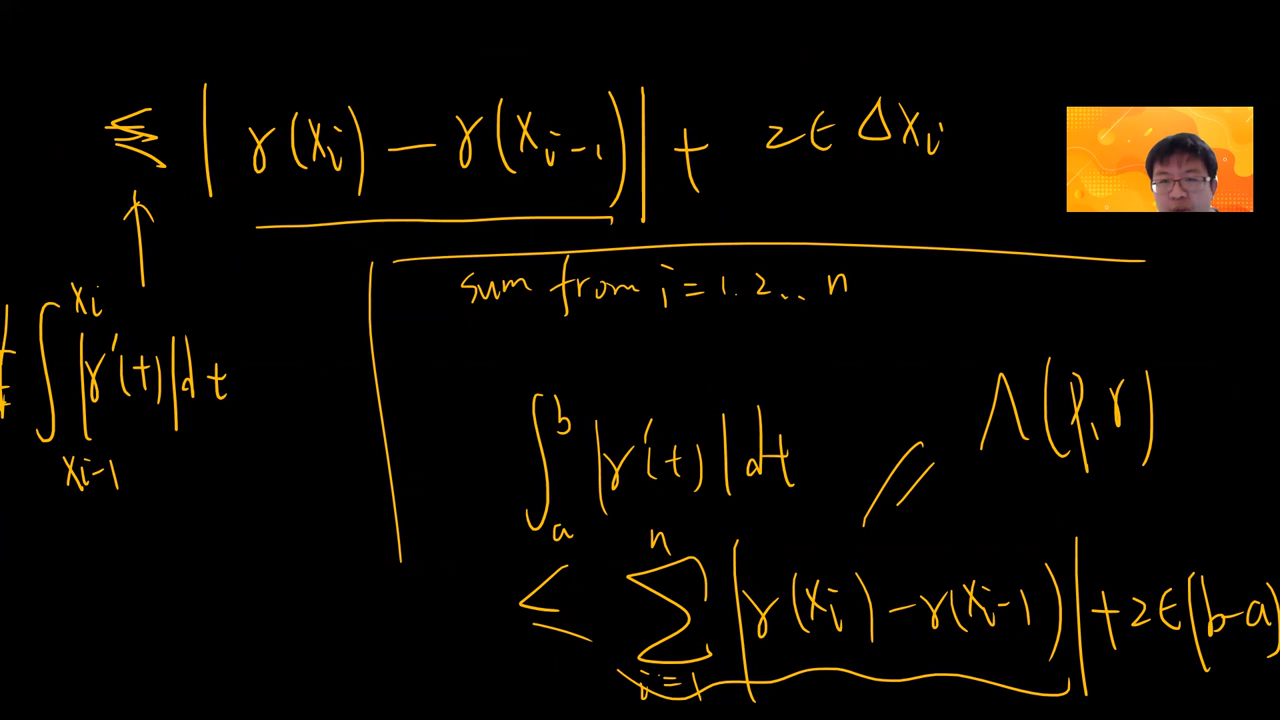 ≤ | γ(xi) − γ(xi−1) | + 2ϵ Δxi
∫ xi xi−1 |γ'(t)| dt
sum from i = 1.2... n
∫ b a |γ'(t)| dt
Λ(P,γ)
≤ ∑ n i=1 | γ(xi) − γ(xi−1) | + 2ϵ(b−a)